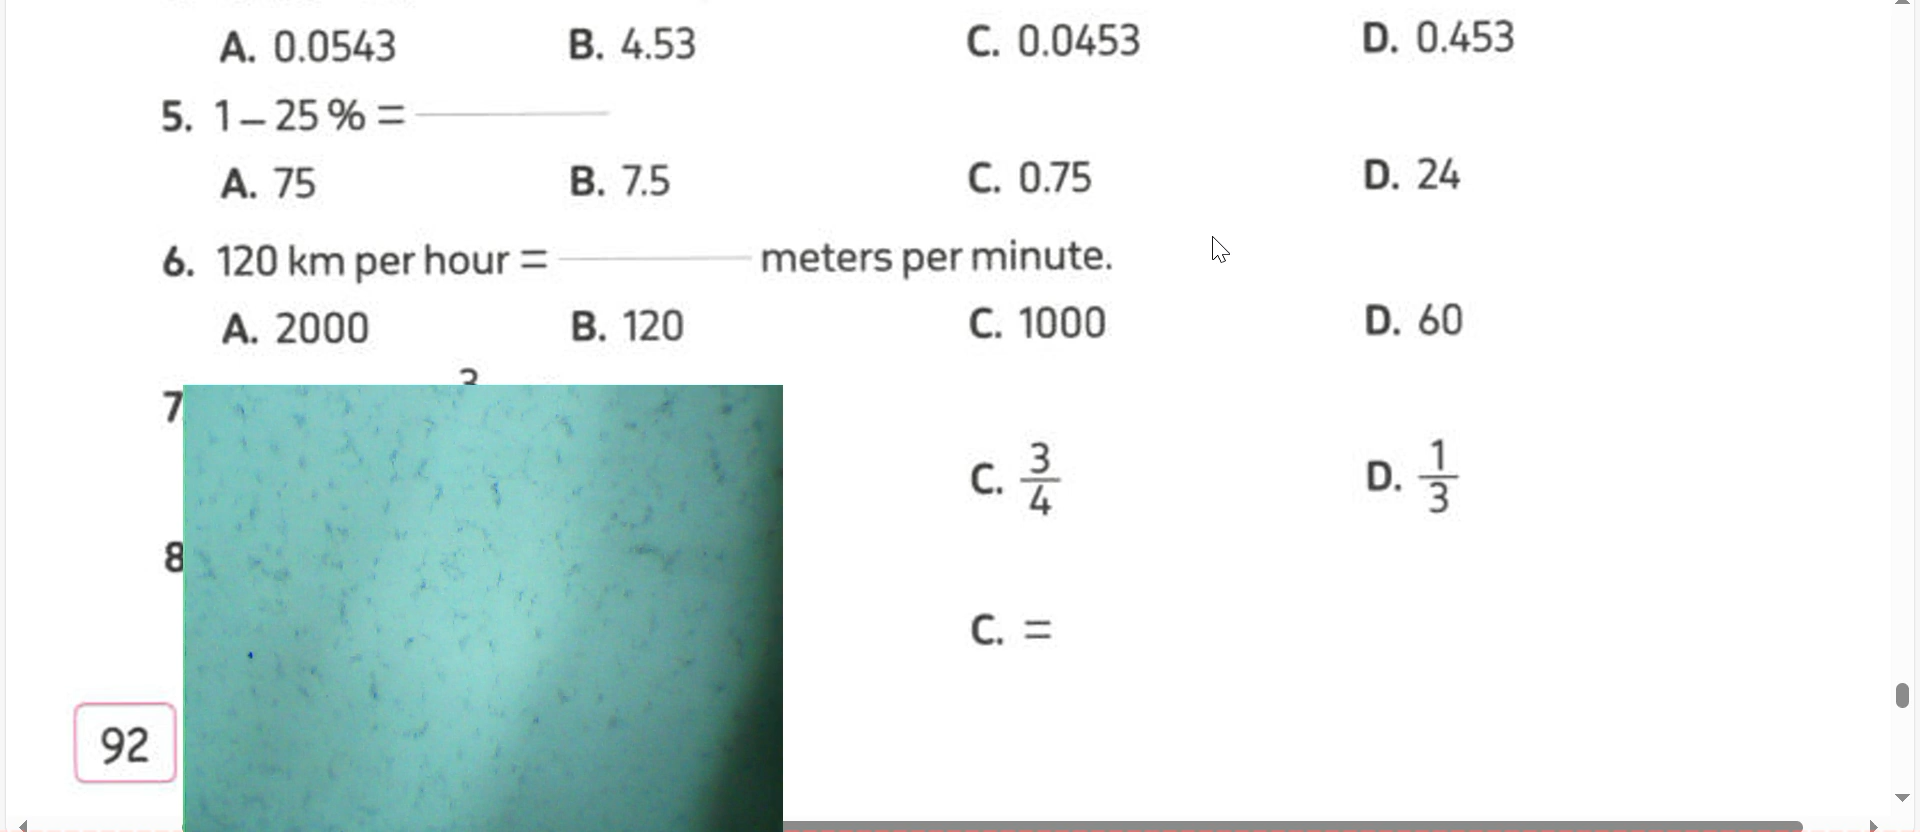 A. 0.0543 B. 4.53 C. 0.0453 D. 0.453
5. 1 – 25 % =
A. 75 B. 7.5 C. 0.75 D. 24
6. 120 km per hour = meters per minute.
A. 2000 B. 120 C. 1000 D. 60
7
C. 3/4 D. 1/3
8
C. =
92